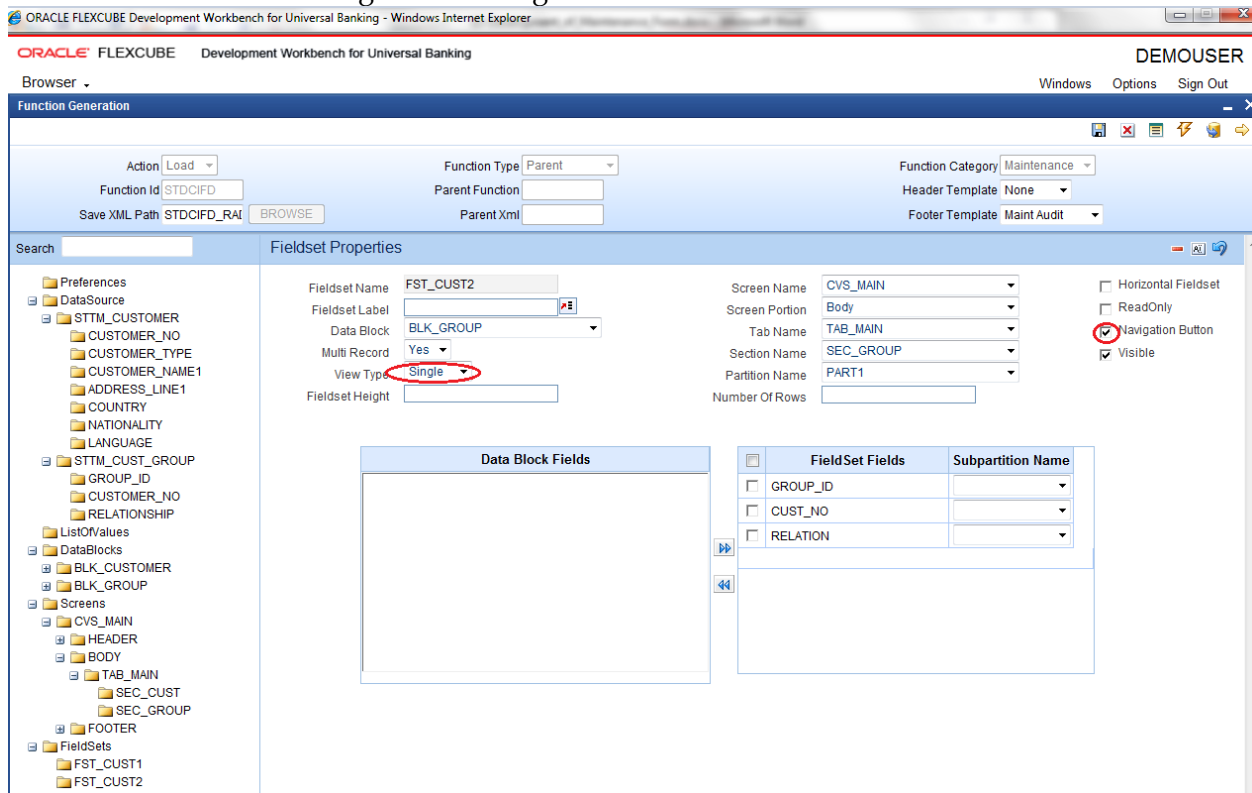 ORACLE FLEXCUBE Development Workbench for Universal Banking - Windows Internet Explorer
ORACLE FLEXCUBE Development Workbench for Universal Banking DEMOUSER
Browser Windows Options Sign Out
Function Generation
Action Load Function Type Parent Function Category Maintenance
Function Id STDCIFD Parent Function Header Template None
Save XML Path STDCIFD_RAD BROWSE Parent Xml Footer Template Maint Audit
Search Fieldset Properties
Preferences
DataSource
STTM_CUSTOMER
CUSTOMER_NO
CUSTOMER_TYPE
CUSTOMER_NAME1
ADDRESS_LINE1
COUNTRY
NATIONALITY
LANGUAGE
STTM_CUST_GROUP
GROUP_ID
CUSTOMER_NO
RELATIONSHIP
ListOfValues
DataBlocks
BLK_CUSTOMER
BLK_GROUP
Screens
CVS_MAIN
HEADER
BODY
TAB_MAIN
SEC_CUST
SEC_GROUP
FOOTER
FieldSets
FST_CUST1
FST_CUST2
Fieldset Name FST_CUST2 Screen Name CVS_MAIN Horizontal Fieldset
Fieldset Label Screen Portion Body ReadOnly
Data Block BLK_GROUP Tab Name TAB_MAIN Navigation Button
Multi Record Yes Section Name SEC_GROUP Visible
View Type Single Partition Name PART1
Fieldset Height Number Of Rows
Data Block Fields FieldSet Fields Subpartition Name
GROUP_ID
CUST_NO
RELATION